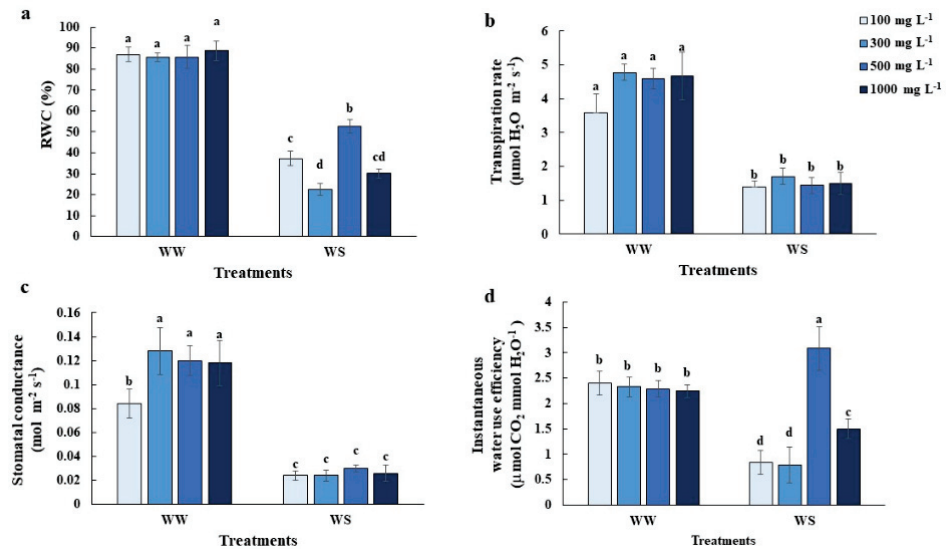 a
RWC (%)
100
90
80
70
60
50
40
30
20
10
0
a a a a
c d b cd
WW WS
Treatments
b
Transpiration rate
(µmol H₂O m⁻² s⁻¹)
6
5
4
3
2
1
0
a a a a
b b b b
WW WS
Treatments
100 mg L⁻¹
300 mg L⁻¹
500 mg L⁻¹
1000 mg L⁻¹
c
Stomatal conductance
(mol m⁻² s⁻¹)
0.16
0.14
0.12
0.1
0.08
0.06
0.04
0.02
0
b a a a
c c c c
WW WS
Treatments
d
Instantaneous
water use efficiency
(µ mol CO₂ mmol H₂O⁻¹)
4
3.5
3
2.5
2
1.5
1
0.5
0
b b b b
d d a c
WW WS
Treatments